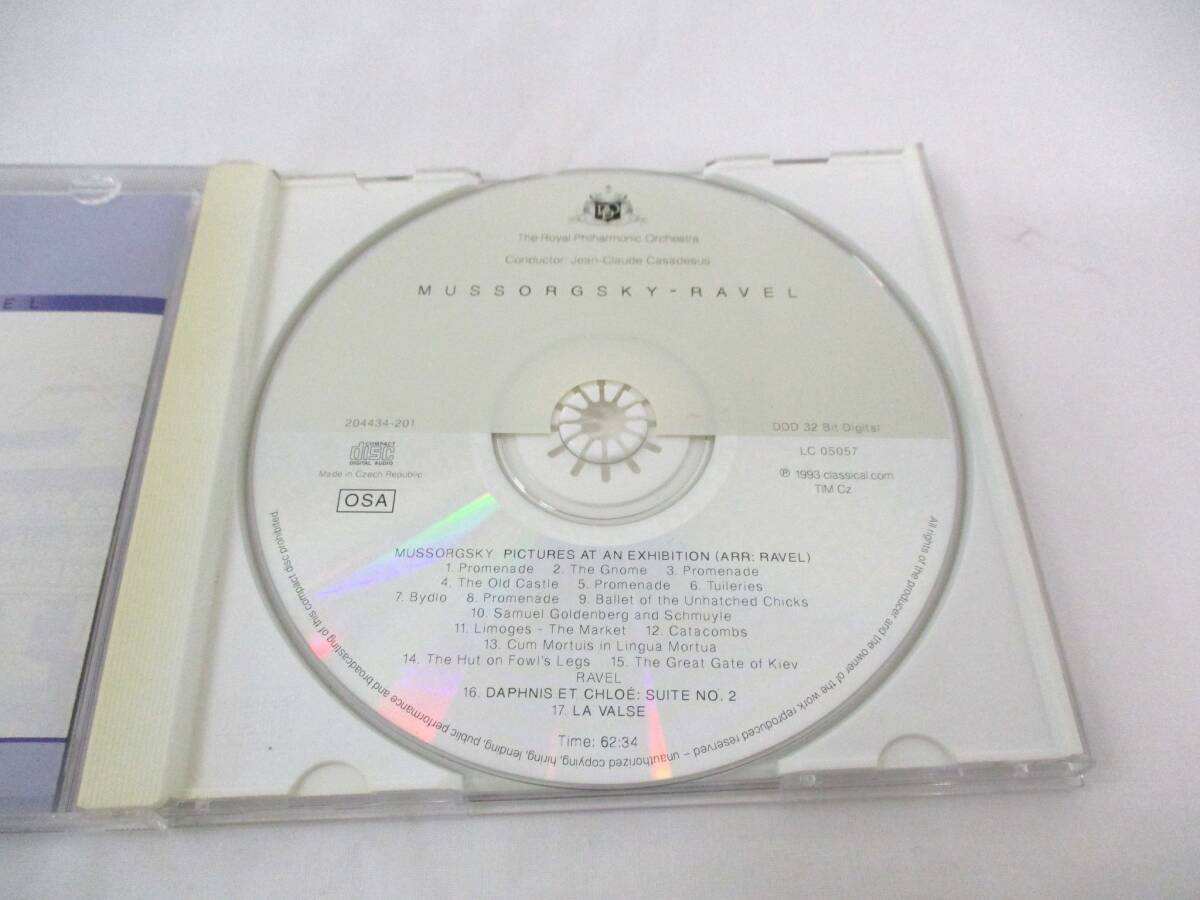 EL
The Royal Philharmonic Orchestra
Conductor: Jean-Claude Casadesus
MUSSORGSKY - RAVEL
204434-201
DDD 32 Bit Digital
COMPACT
disc
DIGITAL AUDIO
LC 05057
Made in Czech Republic
℗ 1993 classical.com
TIM Cz
OSA
MUSSORGSKY PICTURES AT AN EXHIBITION (ARR: RAVEL)
1. Promenade 2. The Gnome 3. Promenade
4. The Old Castle 5. Promenade 6. Tuileries
7. Bydlo 8. Promenade 9. Ballet of the Unhatched Chicks
10. Samuel Goldenberg and Schmuyle
11. Limoges - The Market 12. Catacombs
13. Cum Mortuis in Lingua Mortua
14. The Hut on Fowl's Legs 15. The Great Gate of Kiev
RAVEL
16. DAPHNIS ET CHLOÉ: SUITE NO. 2
17. LA VALSE
Time: 62:34
All rights of the producer and the owner of the work reproduced reserved – unauthorized copying, hiring, lending, public performance and broadcasting of this compact disc prohibited.